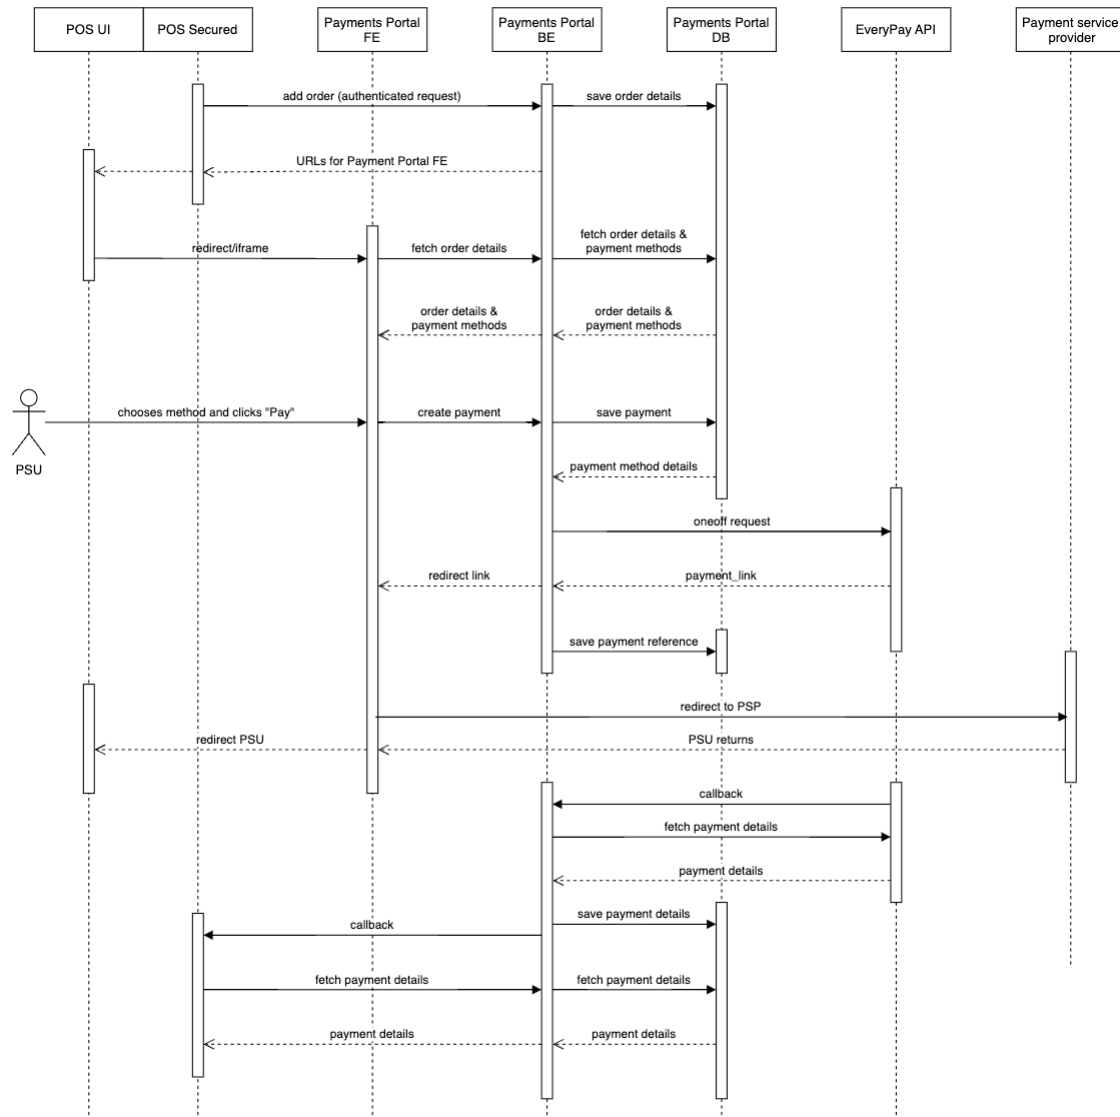 POS UI
POS Secured
Payments Portal
FE
Payments Portal
BE
Payments Portal
DB
EveryPay API
Payment service
provider
add order (authenticated request)
save order details
URLs for Payment Portal FE
redirect/iframe
fetch order details
fetch order details &
payment methods
order details &
payment methods
order details &
payment methods
chooses method and clicks "Pay"
create payment
save payment
PSU
payment method details
oneoff request
redirect link
payment_link
save payment reference
redirect to PSP
redirect PSU
PSU returns
callback
fetch payment details
payment details
save payment details
callback
fetch payment details
fetch payment details
payment details
payment details